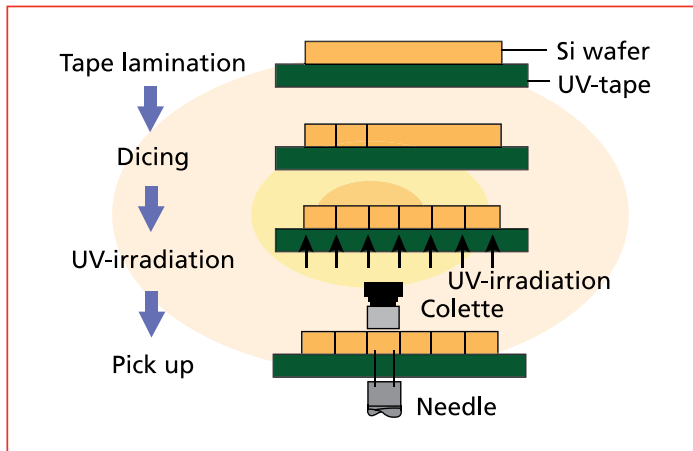 Tape lamination
Si wafer
UV-tape
Dicing
UV-irradiation
UV-irradiation
Colette
Pick up
Needle